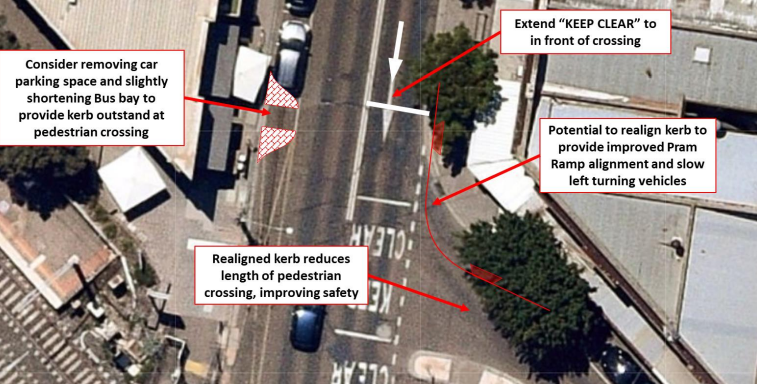 Extend “KEEP CLEAR” to
in front of crossing
Consider removing car
parking space and slightly
shortening Bus bay to
provide kerb outstand at
pedestrian crossing
Potential to realign kerb to
provide improved Pram
Ramp alignment and slow
left turning vehicles
Realigned kerb reduces
length of pedestrian
crossing, improving safety
CLEAR
CLEAR